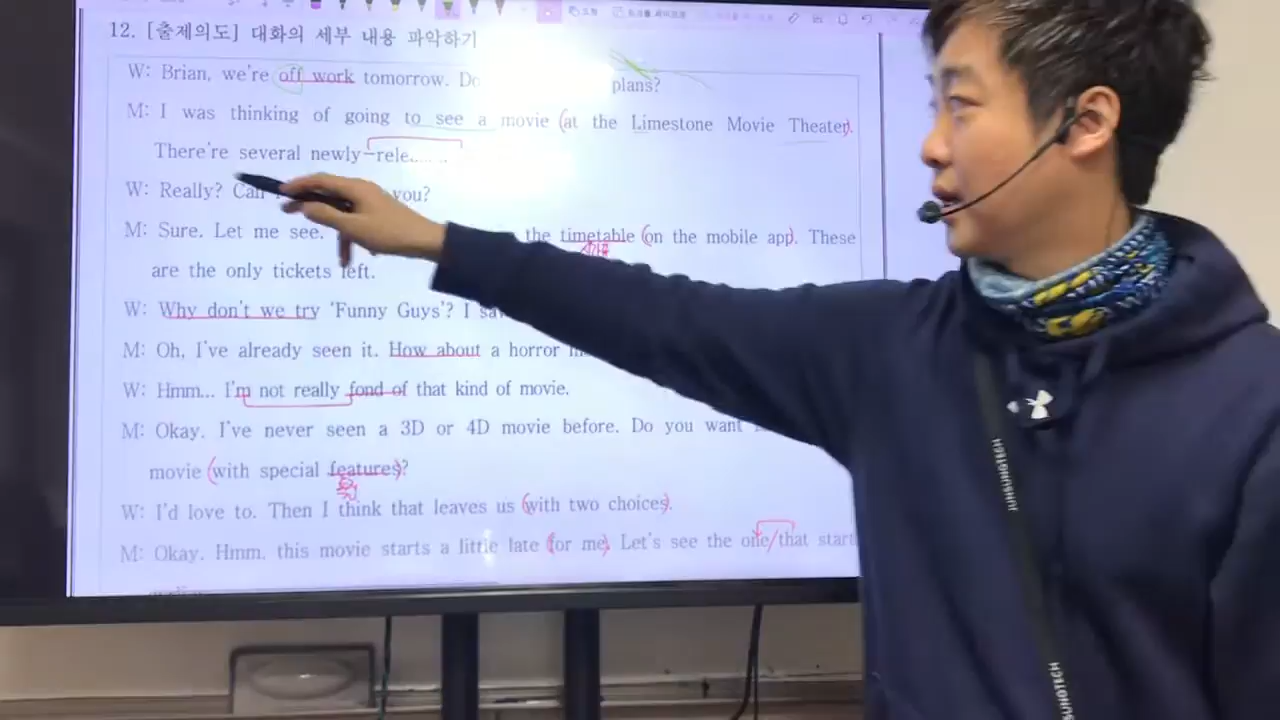 12. [출제의도] 대화의 세부 내용 파악하기
W: Brian, we're off work tomorrow. Do plans?
M: I was thinking of going to see a movie (at the Limestone Movie Theater).
There're several newly-rele
W: Really? Can you?
M: Sure. Let me see. the timetable (on the mobile app). These
are the only tickets left.
W: Why don't we try 'Funny Guys'? I
M: Oh, I've already seen it. How about a horror
W: Hmm... I'm not really fond of that kind of movie.
M: Okay. I've never seen a 3D or 4D movie before. Do you want
movie (with special features)?
W: I'd love to. Then I think that leaves us (with two choices).
M: Okay. Hmm, this movie starts a little late (for me). Let's see the one/that start
JUNSUNGTECH
JUNSUNGTECH